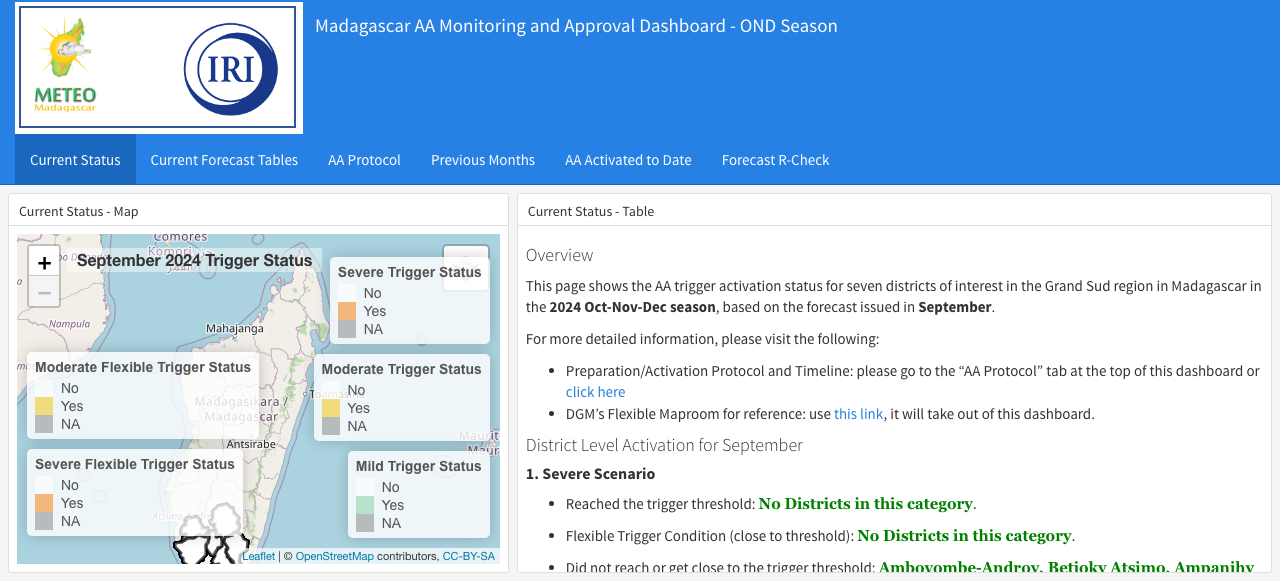 METEO
Madagascar
IRI
Madagascar AA Monitoring and Approval Dashboard - OND Season
Current Status
Current Forecast Tables
AA Protocol
Previous Months
AA Activated to Date
Forecast R-Check
Current Status - Map
Comores
Komori
September 2024 Trigger Status
+
−
Severe Trigger Status
No
Yes
NA
Nampula
Mahajanga
Moderate Flexible Trigger Status
No
Yes
NA
Moderate Trigger Status
No
Yes
NA
Madagasikara /
Madagascar
Antsirabe
Severe Flexible Trigger Status
No
Yes
NA
Mild Trigger Status
No
Yes
NA
Leaflet | © OpenStreetMap contributors, CC-BY-SA
Current Status - Table
Overview
This page shows the AA trigger activation status for seven districts of interest in the Grand Sud region in Madagascar in
the 2024 Oct-Nov-Dec season, based on the forecast issued in September.
For more detailed information, please visit the following:
• Preparation/Activation Protocol and Timeline: please go to the “AA Protocol” tab at the top of this dashboard or
click here
• DGM’s Flexible Maproom for reference: use this link, it will take out of this dashboard.
District Level Activation for September
1. Severe Scenario
• Reached the trigger threshold: No Districts in this category.
• Flexible Trigger Condition (close to threshold): No Districts in this category.
• Did not reach or get close to the trigger threshold: Ambovombe-Androy, Betioky Atsimo, Ampanihy